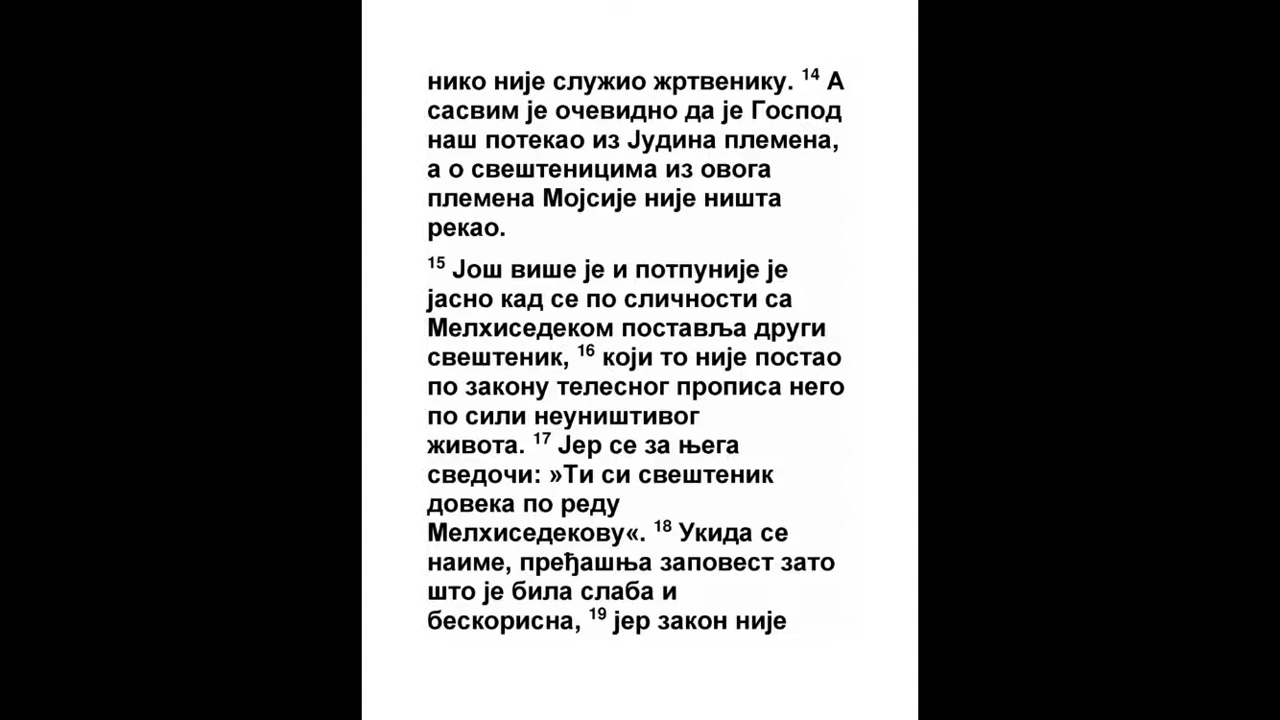 нико није служио жртвенику. 14 А
сасвим је очевидно да је Господ
наш потекао из Јудина племена,
а о свештеницима из овога
племена Мојсије није ништа
рекао.
15 Још више је и потпуније је
јасно кад се по сличности са
Мелхиседеком поставља други
свештеник, 16 који то није постао
по закону телесног прописа него
по сили неуништивог
живота. 17 Јер се за њега
сведочи: »Ти си свештеник
довека по реду
Мелхиседекову«. 18 Укида се
наиме, пређашња заповест зато
што је била слаба и
бескорисна, 19 јер закон није